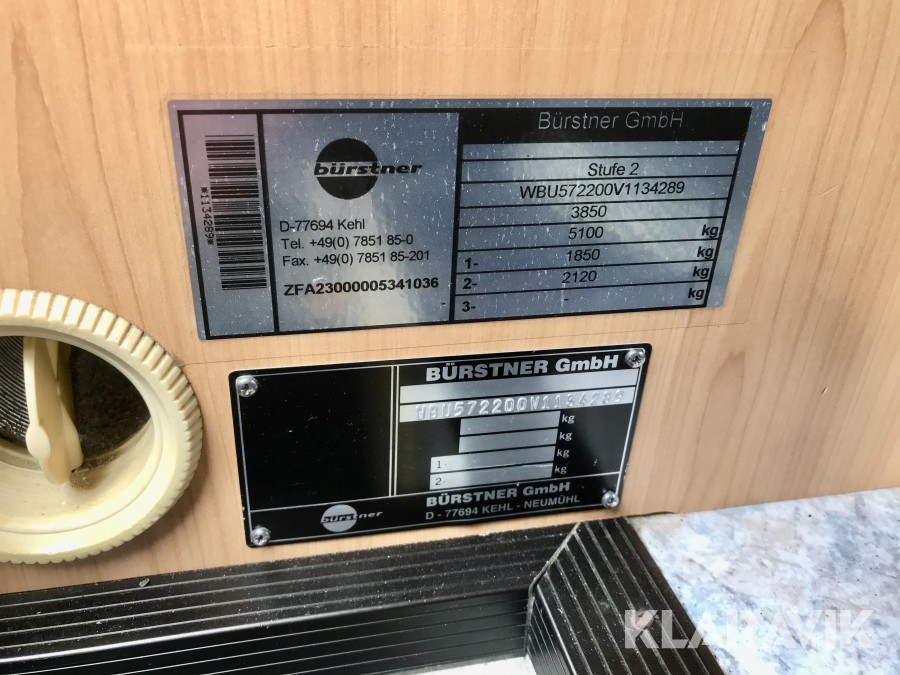 Bürstner GmbH
*1134289*
bürstner
D-77694 Kehl
Tel. +49(0) 7851 85-0
Fax. +49(0) 7851 85-201
ZFA23000005341036
Stufe 2
WBU572200V1134289
3850
5100 kg
1- 1850 kg
2- 2120 kg
3- - kg
BÜRSTNER GmbH
WBU572200V1134289
kg
kg
1- kg
2- kg
bürstner
BÜRSTNER GmbH
D - 77694 KEHL - NEUMÜHL
KLARAVIK